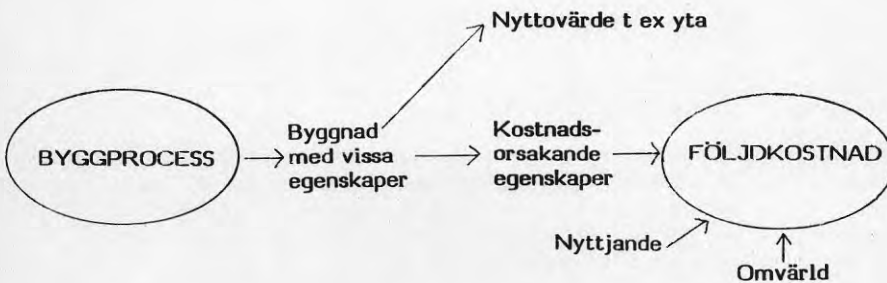 Nyttovärde t ex yta
BYGGPROCESS
Byggnad
med vissa
egenskaper
Kostnads-
orsakande
egenskaper
FÖLJDKOSTNAD
Nyttjande
Omvärld